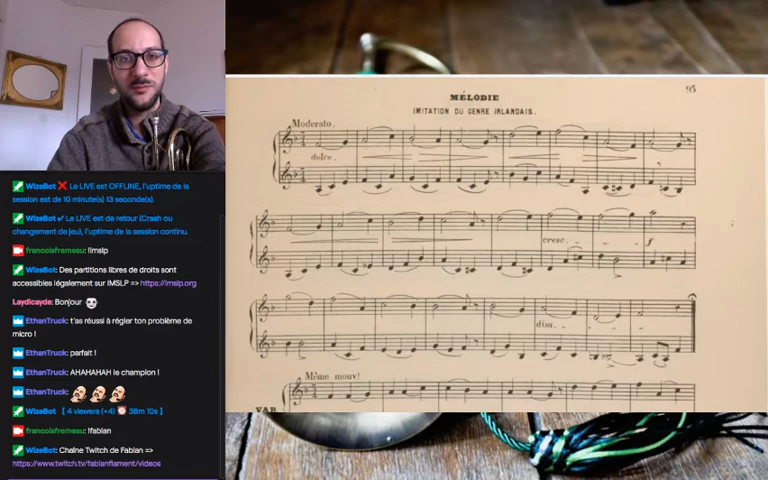 WizeBot ❌ Le LIVE est OFFLINE, l'uptime de la
session est de 10 minute(s) 13 seconde(s).
WizeBot ✔ Le LIVE est de retour (Crash ou
changement de jeu), l'uptime de la session continu.
francoisfremeau: !imslp
WizeBot: Des partitions libres de droits sont
accessibles légalement sur IMSLP => https://imslp.org
Laydicayde: Bonjour
EthanTruck: t'as réussi à régler ton problème de
micro !
EthanTruck: parfait !
EthanTruck: AHAHAHAH le champion !
EthanTruck:
WizeBot 【 4 viewers (+4) ⏰ 38m 10s 】
francoisfremeau: !fabian
WizeBot: Chaîne Twitch de Fabian =>
https://www.twitch.tv/fabianflament/videos
95
MÉLODIE
IMITATION DU GENRE IRLANDAIS.
Moderato.
dolce.
cresc. - - f
dim. - - -
Même mouvt
VAR